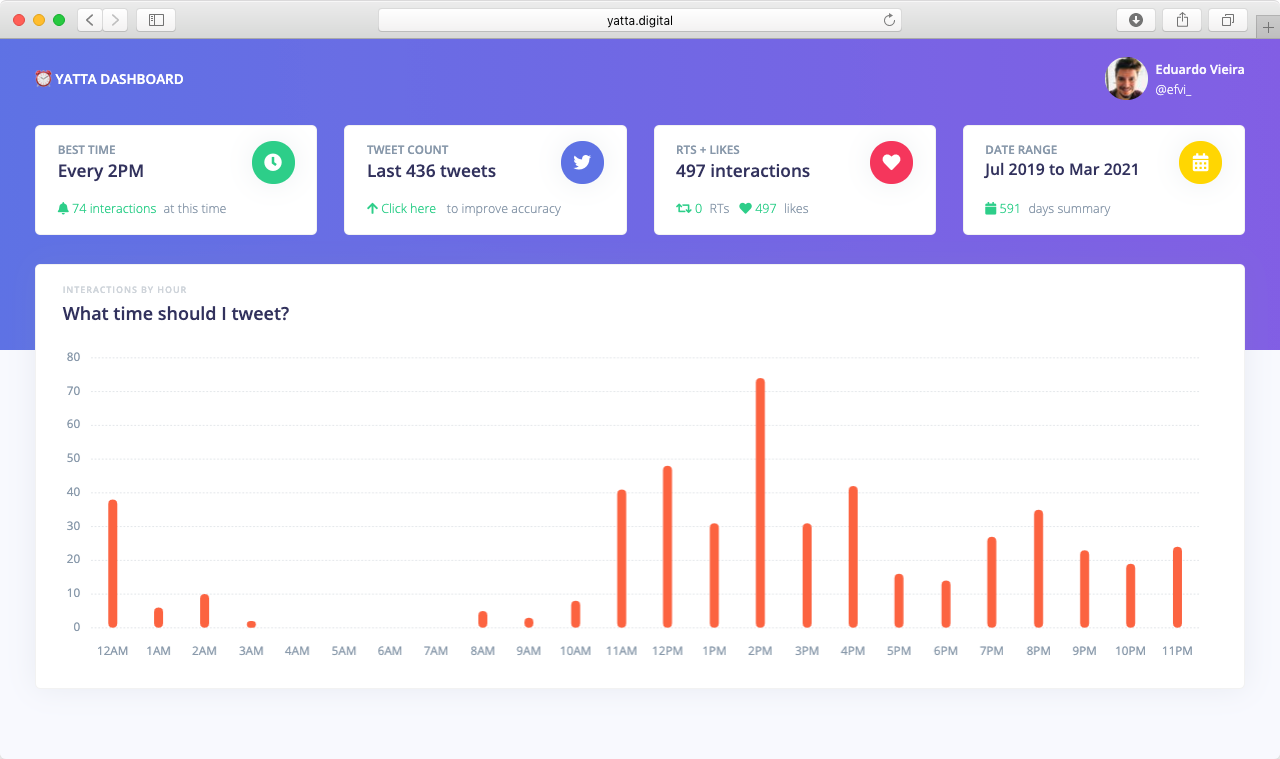 yatta.digital
YATTA DASHBOARD
Eduardo Vieira
@efvi_
BEST TIME
Every 2PM
74 interactions at this time
TWEET COUNT
Last 436 tweets
Click here to improve accuracy
RTS + LIKES
497 interactions
0 RTs 497 likes
DATE RANGE
Jul 2019 to Mar 2021
591 days summary
INTERACTIONS BY HOUR
What time should I tweet?
80
70
60
50
40
30
20
10
0
12AM 1AM 2AM 3AM 4AM 5AM 6AM 7AM 8AM 9AM 10AM 11AM 12PM 1PM 2PM 3PM 4PM 5PM 6PM 7PM 8PM 9PM 10PM 11PM